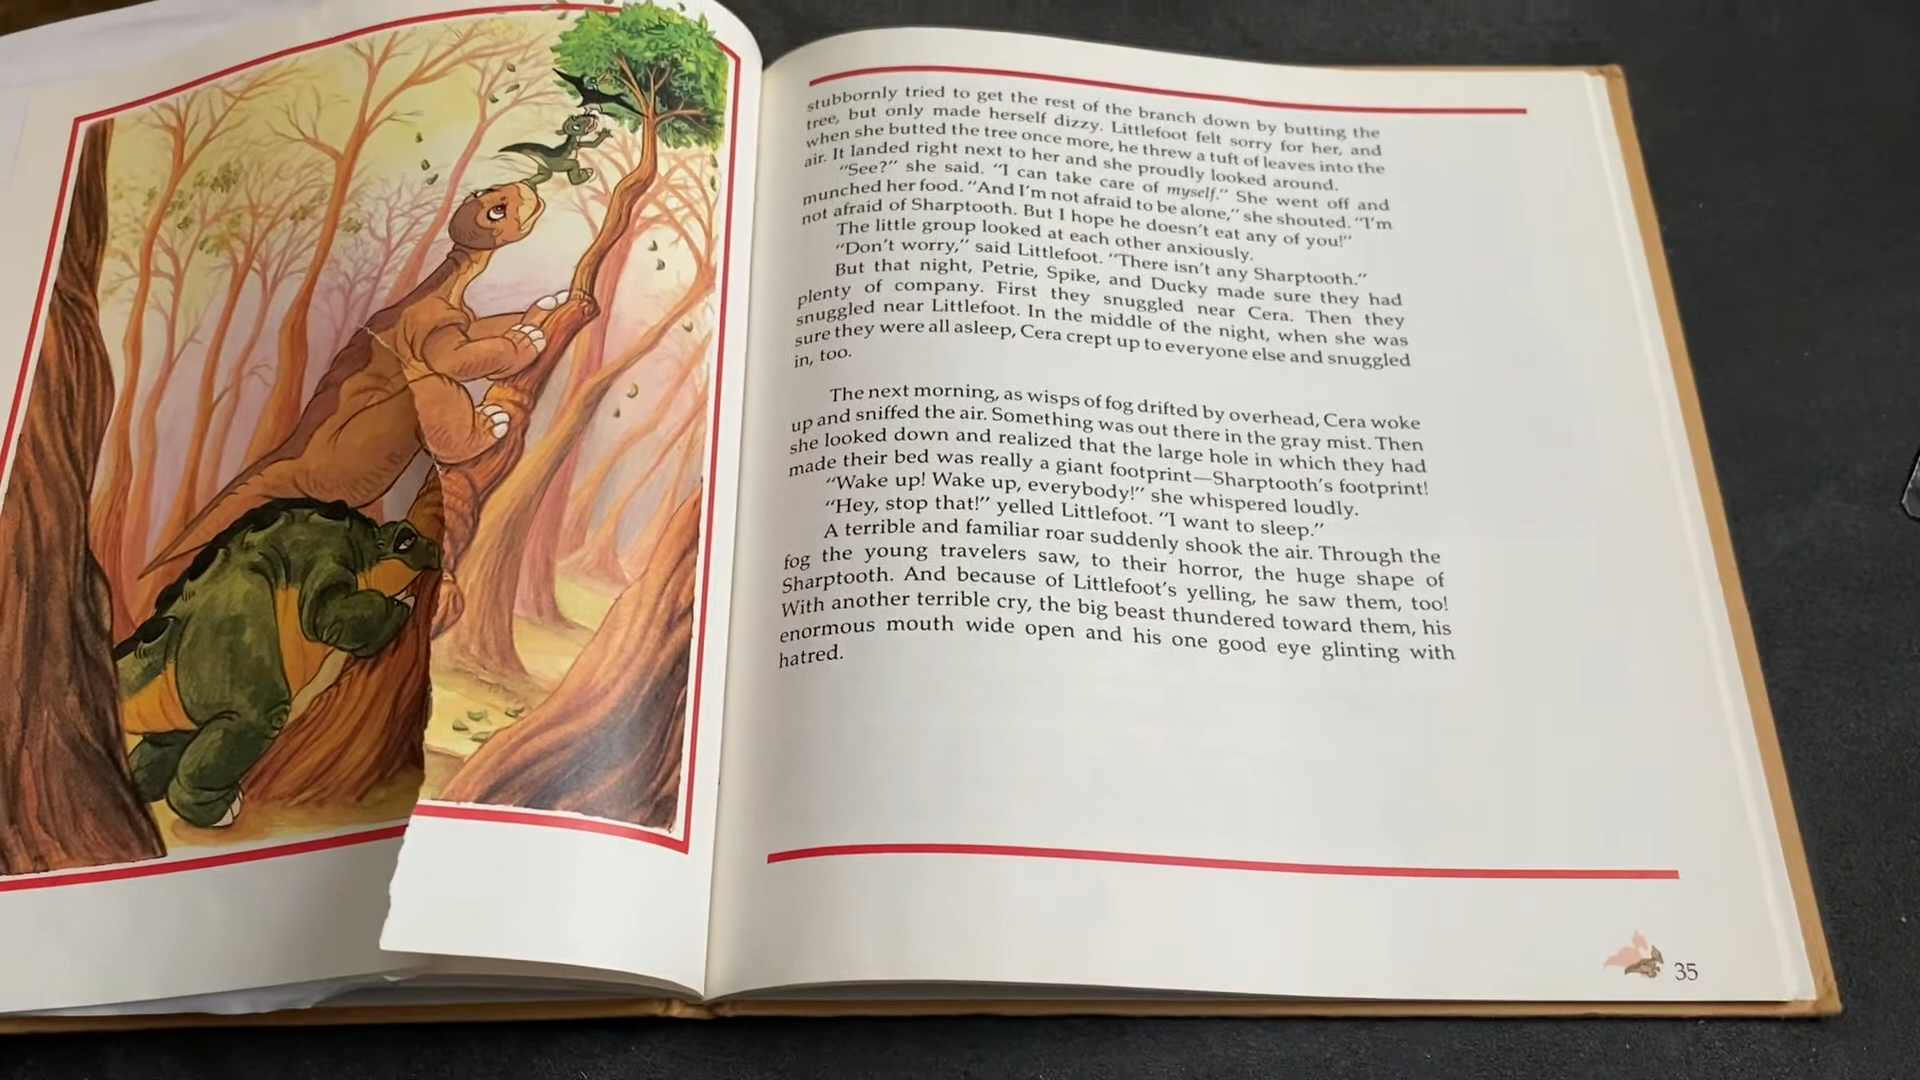 stubbornly tried to get the rest of the branch down by butting the
tree, but only made herself dizzy. Littlefoot felt sorry for her, and
when she butted the tree once more, he threw a tuft of leaves into the
air. It landed right next to her and she proudly looked around.
“See?” she said. “I can take care of myself.” She went off and
munched her food. “And I’m not afraid to be alone,” she shouted. “I’m
not afraid of Sharptooth. But I hope he doesn’t eat any of you!”
The little group looked at each other anxiously.
“Don’t worry,” said Littlefoot. “There isn’t any Sharptooth.”
But that night, Petrie, Spike, and Ducky made sure they had
plenty of company. First they snuggled near Cera. Then they
snuggled near Littlefoot. In the middle of the night, when she was
sure they were all asleep, Cera crept up to everyone else and snuggled
in, too.
The next morning, as wisps of fog drifted by overhead, Cera woke
up and sniffed the air. Something was out there in the gray mist. Then
she looked down and realized that the large hole in which they had
made their bed was really a giant footprint—Sharptooth’s footprint!
“Wake up! Wake up, everybody!” she whispered loudly.
“Hey, stop that!” yelled Littlefoot. “I want to sleep.”
A terrible and familiar roar suddenly shook the air. Through the
fog the young travelers saw, to their horror, the huge shape of
Sharptooth. And because of Littlefoot’s yelling, he saw them, too!
With another terrible cry, the big beast thundered toward them, his
enormous mouth wide open and his one good eye glinting with
hatred.
35